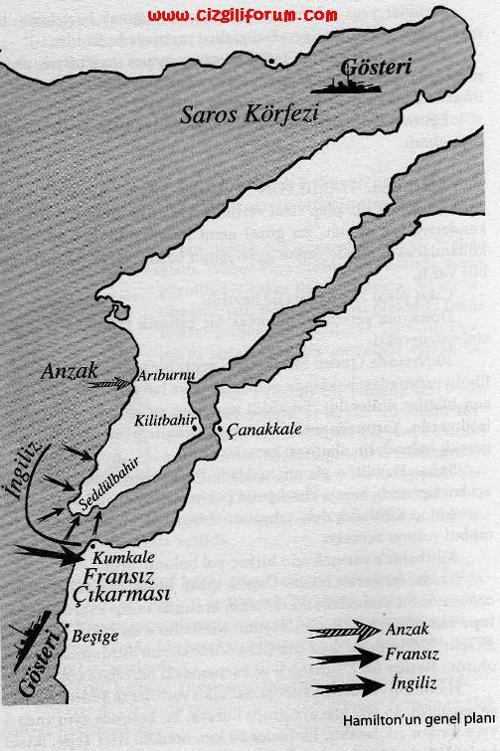 www.cizgiliforum.com
Gösteri
Saros Körfezi
Anzak
Arıburnu
Kilitbahir
Çanakkale
İngiliz
Seddülbahir
Kumkale
Fransız
Çıkarması
Beşige
Gösteri
Anzak
Fransız
İngiliz
Hamilton'un genel planı